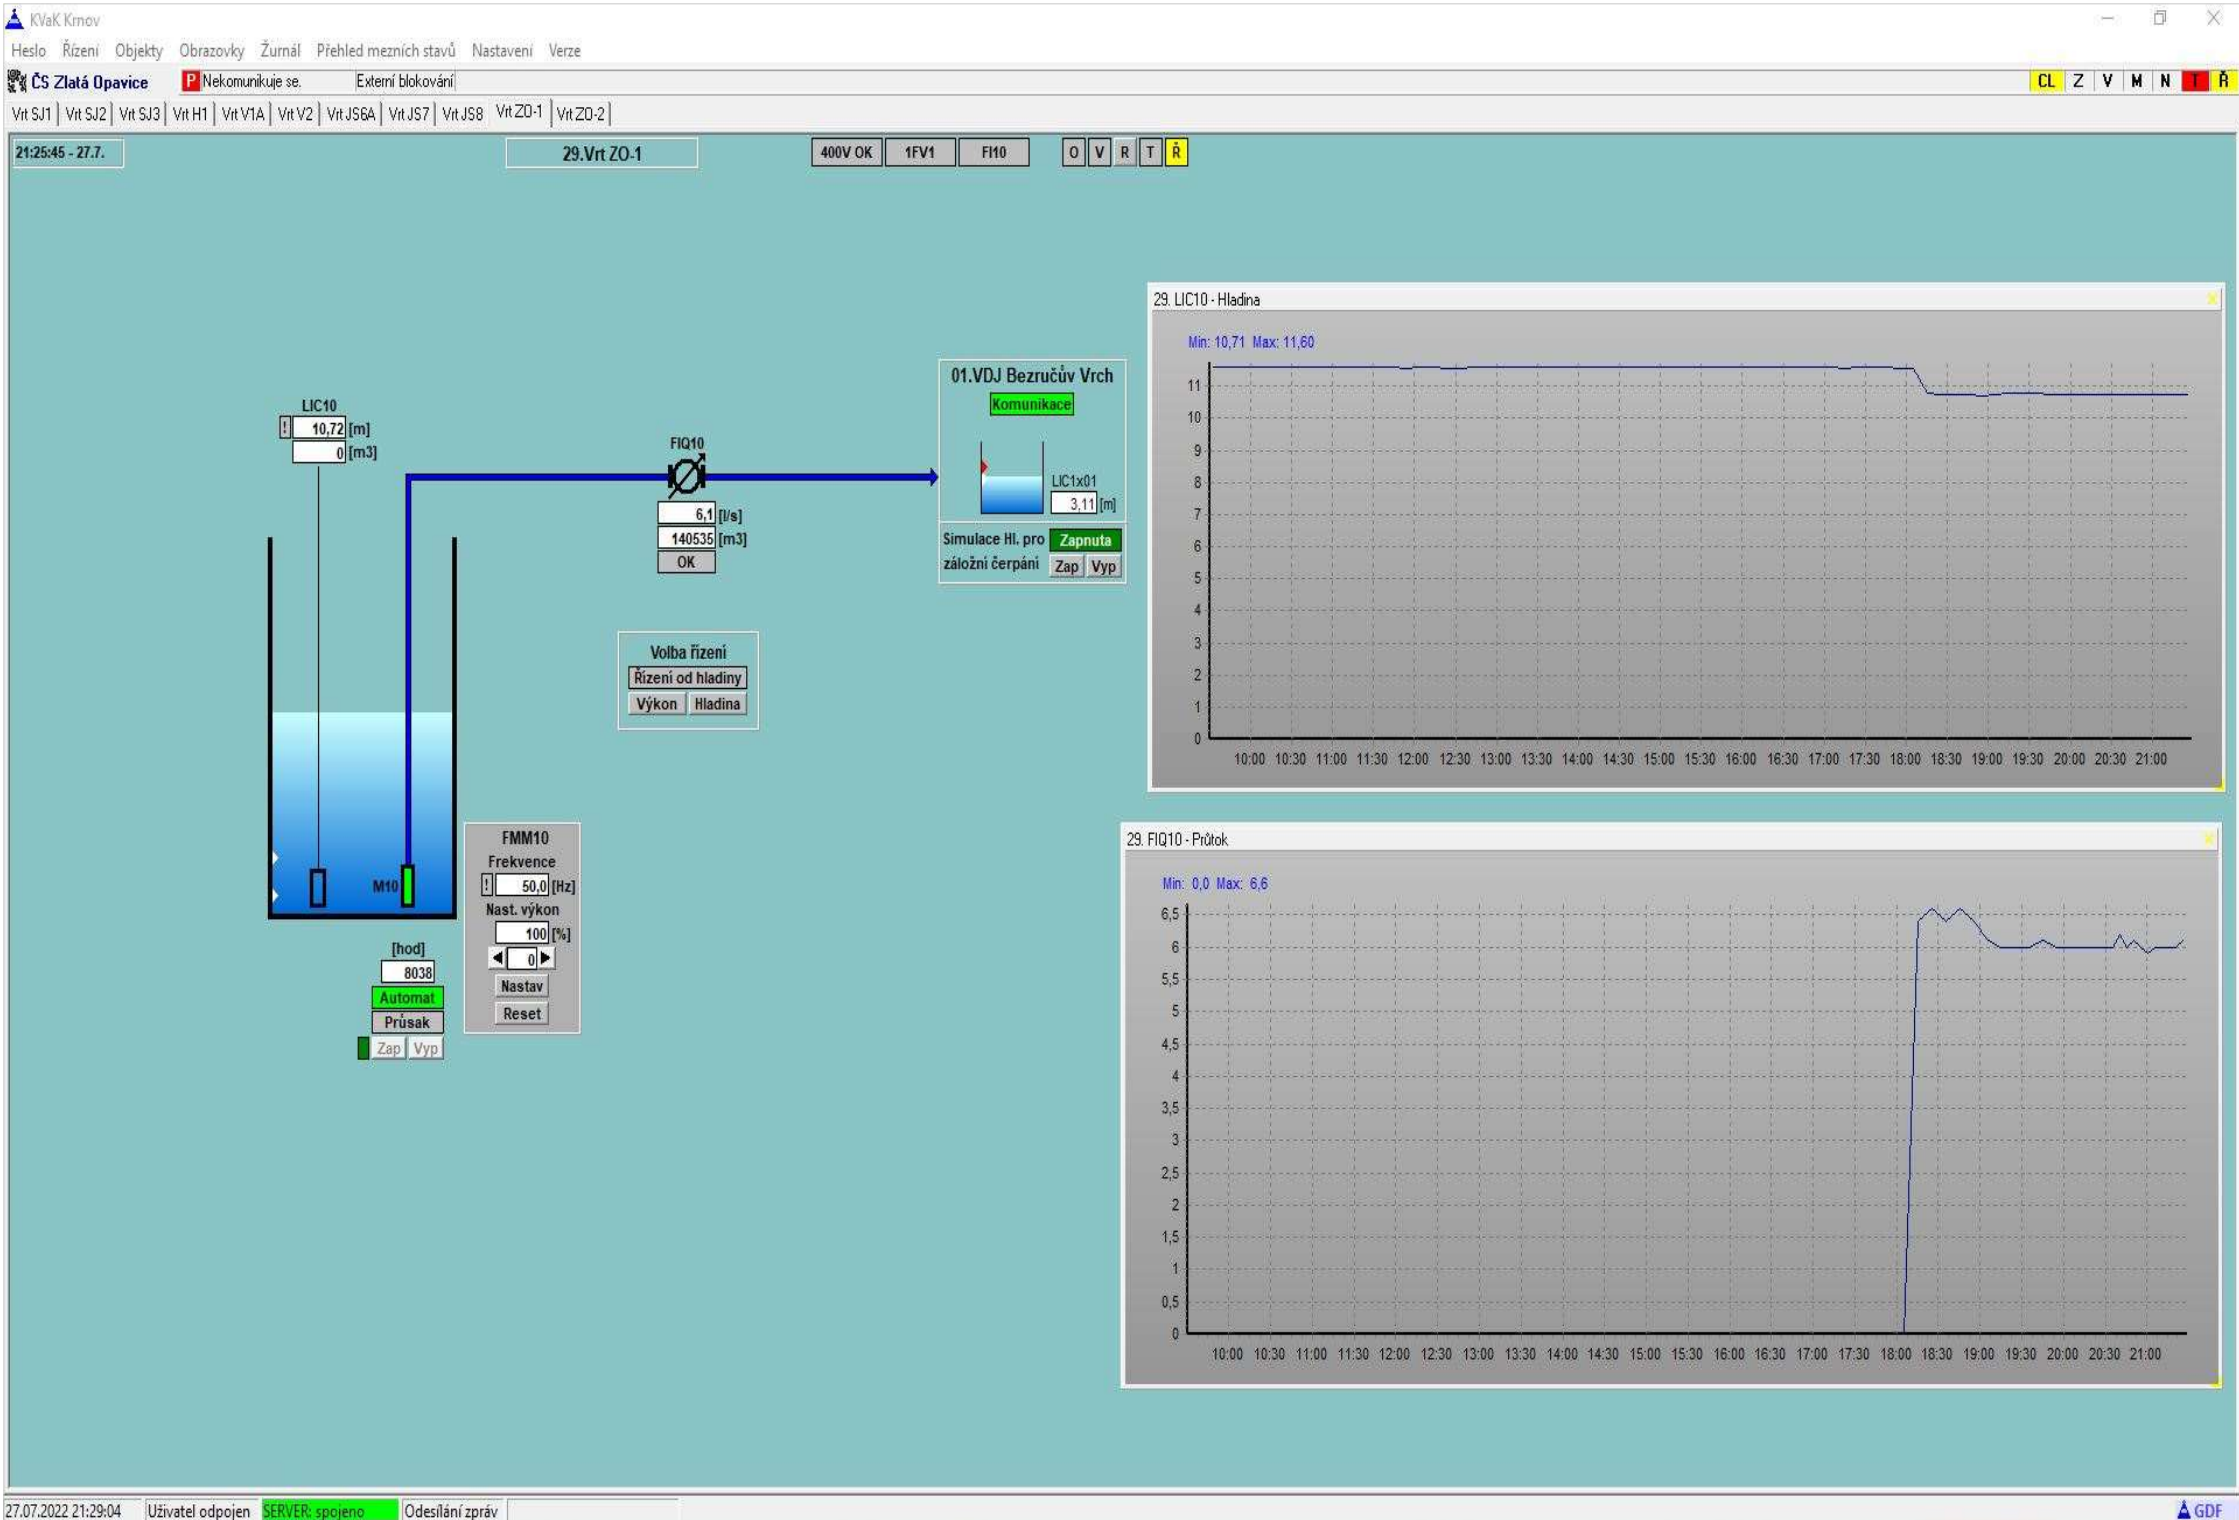 KVaK Krnov
Heslo Řízení Objekty Obrazovky Žurnál Přehled mezních stavů Nastavení Verze
ČS Zlatá Opavice P Nekomunikuje se. Externí blokování CL Z V M N T Ř
Vrt SJ1 Vrt SJ2 Vrt SJ3 Vrt H1 Vrt V1A Vrt V2 Vrt JS6A Vrt JS7 Vrt JS8 Vrt ZO-1 Vrt ZO-2
21:25:45 - 27.7. 29.Vrt ZO-1 400V OK 1FV1 FI10 O V R T Ř
LIC10
! 10,72 [m]
0 [m3]
FIQ10
6,1 [l/s]
140535 [m3]
OK
01.VDJ Bezručův Vrch
Komunikace
LIC1x01
3,11 [m]
Simulace Hl. pro Zapnuta
záložní čerpání Zap Vyp
Volba řízení
Řízení od hladiny
Výkon Hladina
M10
[hod]
8038
Automat
Průsak
Zap Vyp
FMM10
Frekvence
! 50,0 [Hz]
Nast. výkon
100 [%]
0
Nastav
Reset
29. LIC10 - Hladina
Min: 10,71 Max: 11,60
11
10
9
8
7
6
5
4
3
2
1
0
10:00 10:30 11:00 11:30 12:00 12:30 13:00 13:30 14:00 14:30 15:00 15:30 16:00 16:30 17:00 17:30 18:00 18:30 19:00 19:30 20:00 20:30 21:00
29. FIQ10 - Průtok
Min: 0,0 Max: 6,6
6,5
6
5,5
5
4,5
4
3,5
3
2,5
2
1,5
1
0,5
0
10:00 10:30 11:00 11:30 12:00 12:30 13:00 13:30 14:00 14:30 15:00 15:30 16:00 16:30 17:00 17:30 18:00 18:30 19:00 19:30 20:00 20:30 21:00
27.07.2022 21:29:04 Uživatel odpojen SERVER: spojeno Odesílání zpráv GDF